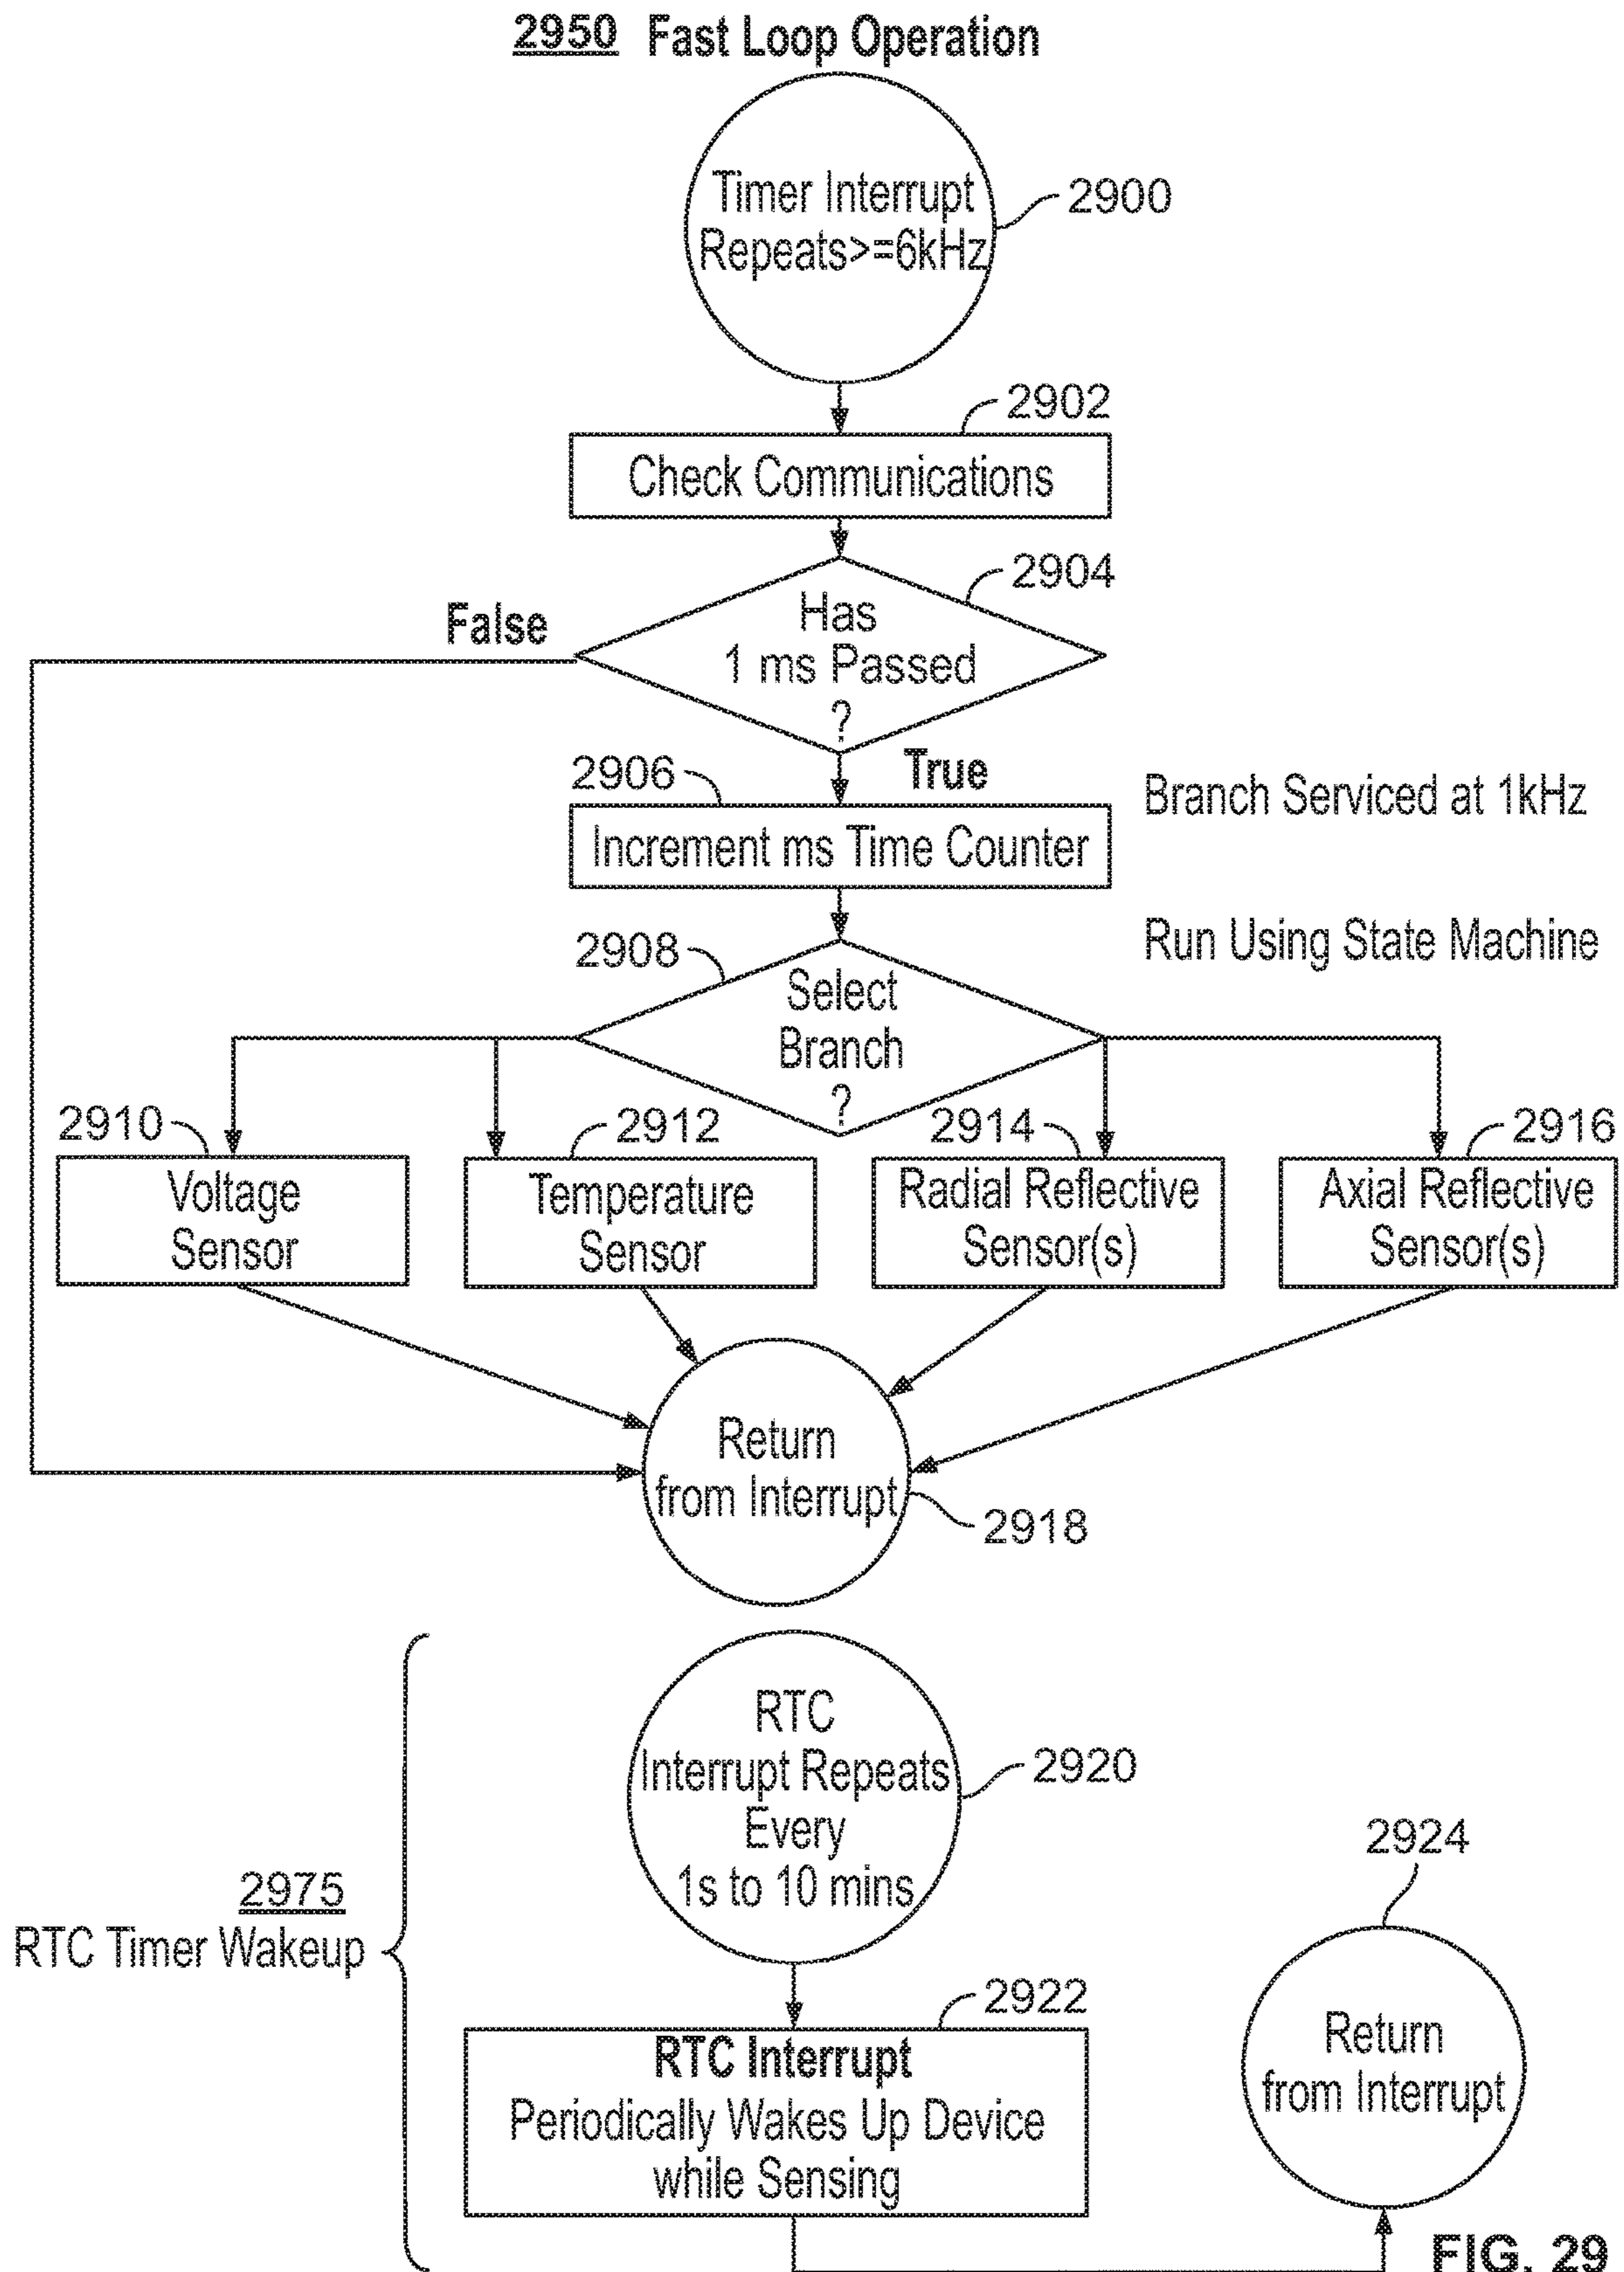 2950 Fast Loop Operation
Timer Interrupt
Repeats>=6kHz
2900
2902
Check Communications
2904
False
Has
1 ms Passed
?
True
2906
Increment ms Time Counter
Branch Serviced at 1kHz
Run Using State Machine
2908
Select
Branch
?
2910
Voltage
Sensor
2912
Temperature
Sensor
2914
Radial Reflective
Sensor(s)
2916
Axial Reflective
Sensor(s)
Return
from Interrupt
2918
RTC
Interrupt Repeats
Every
1s to 10 mins
2920
2975
RTC Timer Wakeup
2922
RTC Interrupt
Periodically Wakes Up Device
while Sensing
2924
Return
from Interrupt
FIG. 29